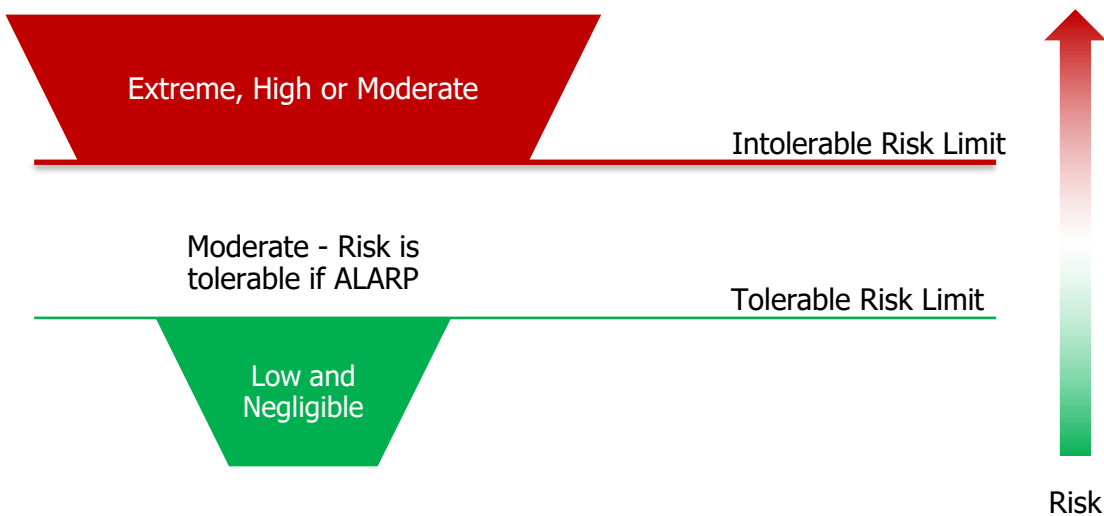 Extreme, High or Moderate
Intolerable Risk Limit
Moderate - Risk is
tolerable if ALARP
Tolerable Risk Limit
Low and
Negligible
Risk